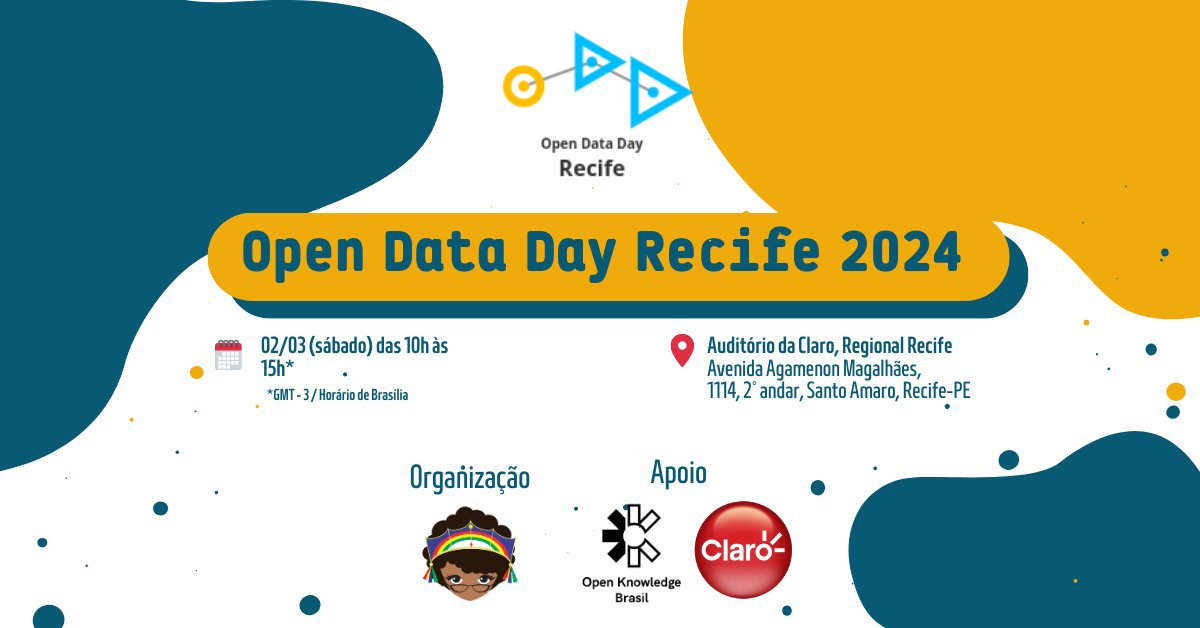 Open Data Day
Recife
Open Data Day Recife 2024
02/03 (sábado) das 10h às
15h*
*GMT - 3 / Horário de Brasília
Auditório da Claro, Regional Recife
Avenida Agamenon Magalhães,
1114, 2° andar, Santo Amaro, Recife-PE
Organização
Apoio
Open Knowledge
Brasil
Claro